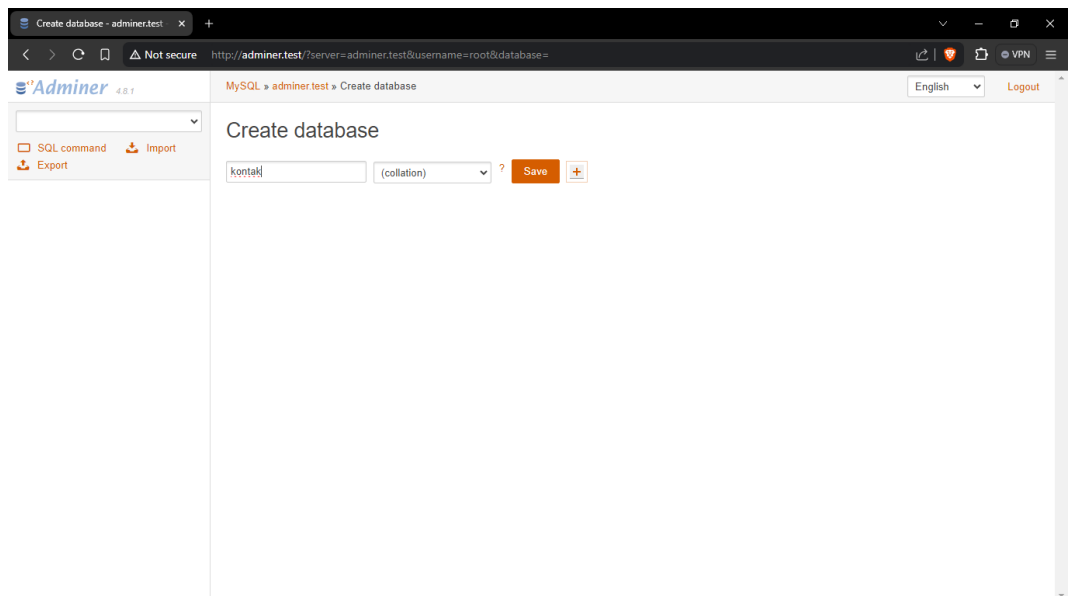 Create database - adminer.test
Not secure http://adminer.test/?server=adminer.test&username=root&database=
VPN
Adminer 4.8.1
MySQL » adminer.test » Create database
English
Logout
SQL command
Import
Export
Create database
kontak
(collation)
?
Save
+